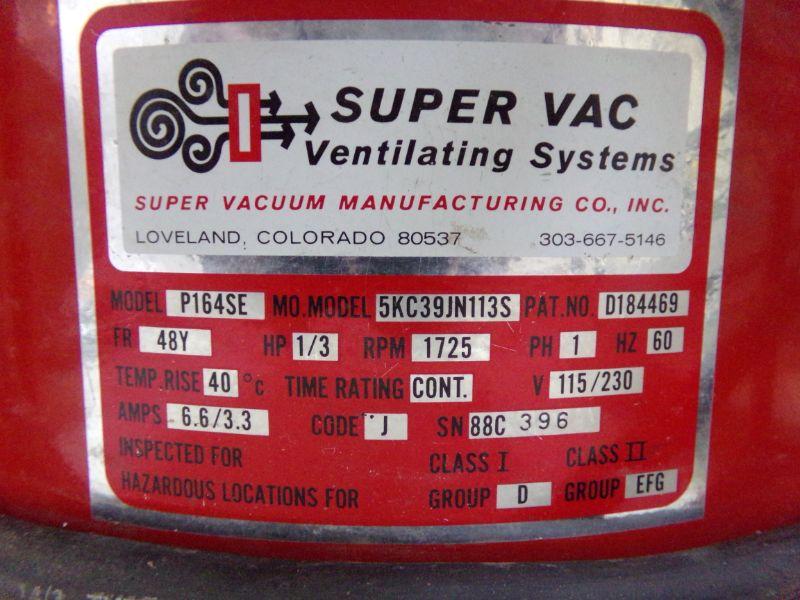 SUPER VAC
Ventilating Systems
SUPER VACUUM MANUFACTURING CO., INC.
LOVELAND, COLORADO 80537 303-667-5146
MODEL P164SE MO.MODEL 5KC39JN113S PAT.NO. D184469
FR 48Y HP 1/3 RPM 1725 PH 1 HZ 60
TEMP.RISE 40 °C TIME RATING CONT. V 115/230
AMPS 6.6/3.3 CODE J SN 88C 396
INSPECTED FOR CLASS I CLASS II
HAZARDOUS LOCATIONS FOR GROUP D GROUP EFG